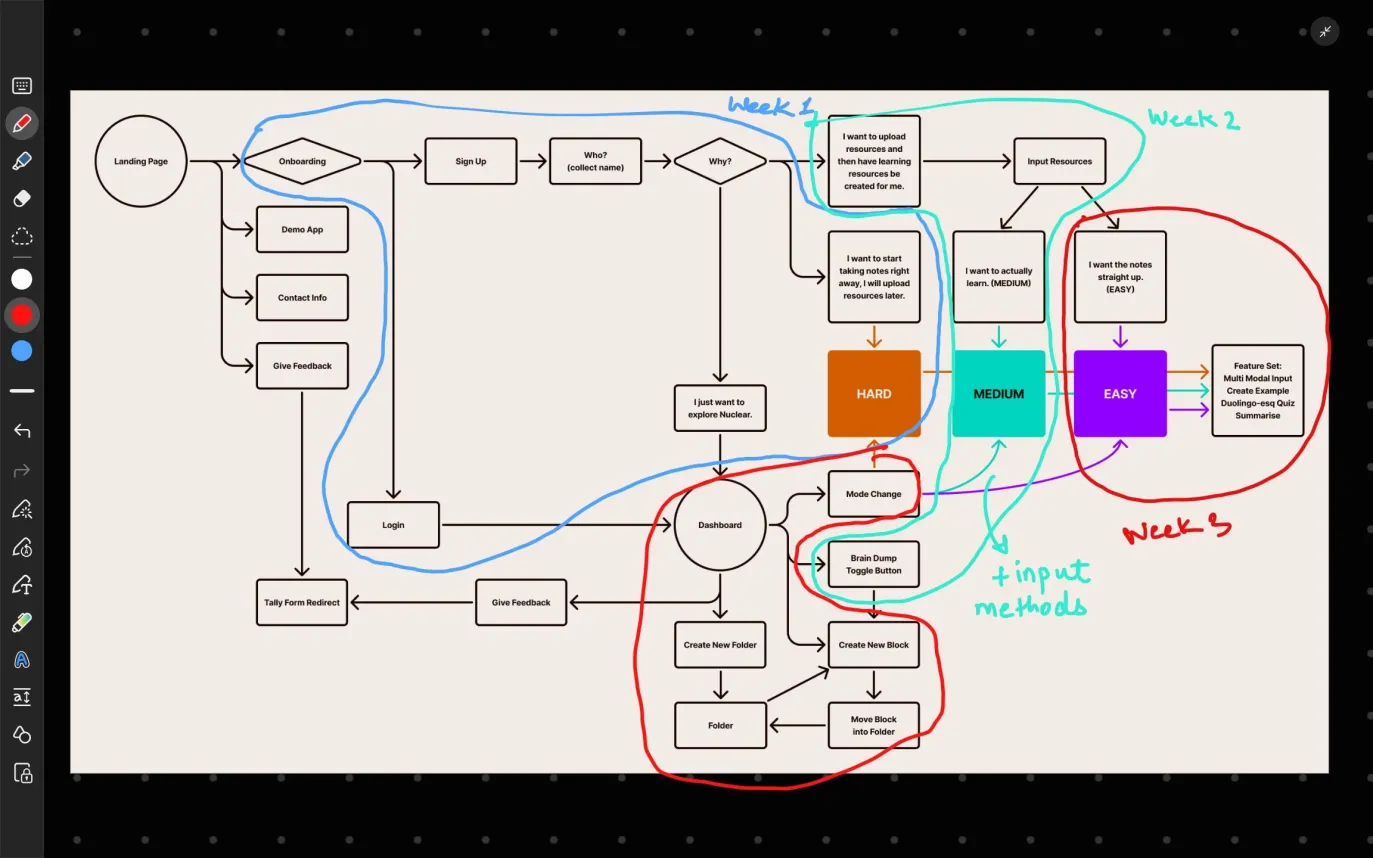 Week 1
Week 2
Landing Page
Onboarding
Sign Up
Who?
(collect name)
Why?
I want to upload
resources and
then have learning
resources be
created for me.
Input Resources
Demo App
Contact Info
Give Feedback
I want to start
taking notes right
away, I will upload
resources later.
I want to actually
learn. (MEDIUM)
I want the notes
straight up.
(EASY)
I just want to
explore Nuclear.
HARD
MEDIUM
EASY
Feature Set:
Multi Modal Input
Create Example
Duolingo-esq Quiz
Summarise
Login
Dashboard
Mode Change
Week 3
Brain Dump
Toggle Button
+ input
methods
Tally Form Redirect
Give Feedback
Create New Folder
Create New Block
Folder
Move Block
into Folder